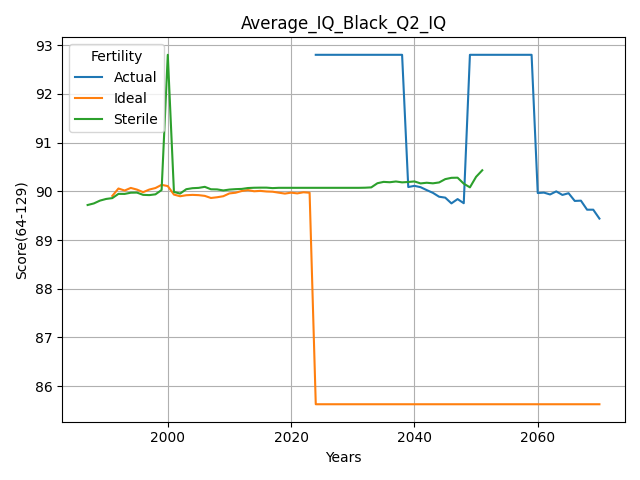 Average_IQ_Black_Q2_IQ
Fertility
Actual
Ideal
Sterile
93
92
91
90
89
88
87
86
Score(64-129)
2000
2020
2040
2060
Years